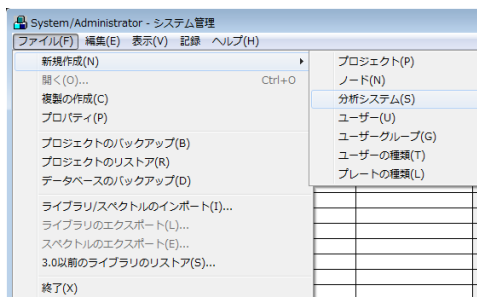 System/Administrator - システム管理
ファイル(F) 編集(E) 表示(V) 記録 ヘルプ(H)
新規作成(N)
開く(O)... Ctrl+O
複製の作成(C)
プロパティ(P)
プロジェクトのバックアップ(B)
プロジェクトのリストア(R)
データベースのバックアップ(D)
ライブラリ/スペクトルのインポート(I)...
ライブラリのエクスポート(L)...
スペクトルのエクスポート(E)...
3.0以前のライブラリのリストア(S)...
終了(X)
プロジェクト(P)
ノード(N)
分析システム(S)
ユーザー(U)
ユーザーグループ(G)
ユーザーの種類(T)
プレートの種類(L)